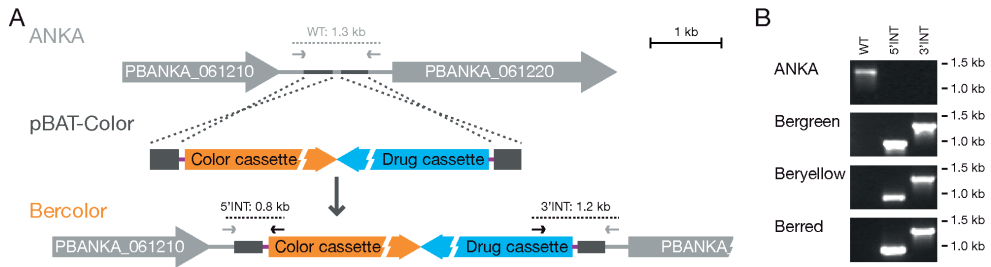 A
ANKA
WT: 1.3 kb
1 kb
PBANKA_061210
PBANKA_061220
pBAT-Color
Color cassette
Drug cassette
Bercolor
5'INT: 0.8 kb
3'INT: 1.2 kb
PBANKA_061210
Color cassette
Drug cassette
PBANKA
B
WT
5'INT
3'INT
ANKA
- 1.5 kb
- 1.0 kb
Bergreen
- 1.5 kb
- 1.0 kb
Beryellow
- 1.5 kb
- 1.0 kb
Berred
- 1.5 kb
- 1.0 kb